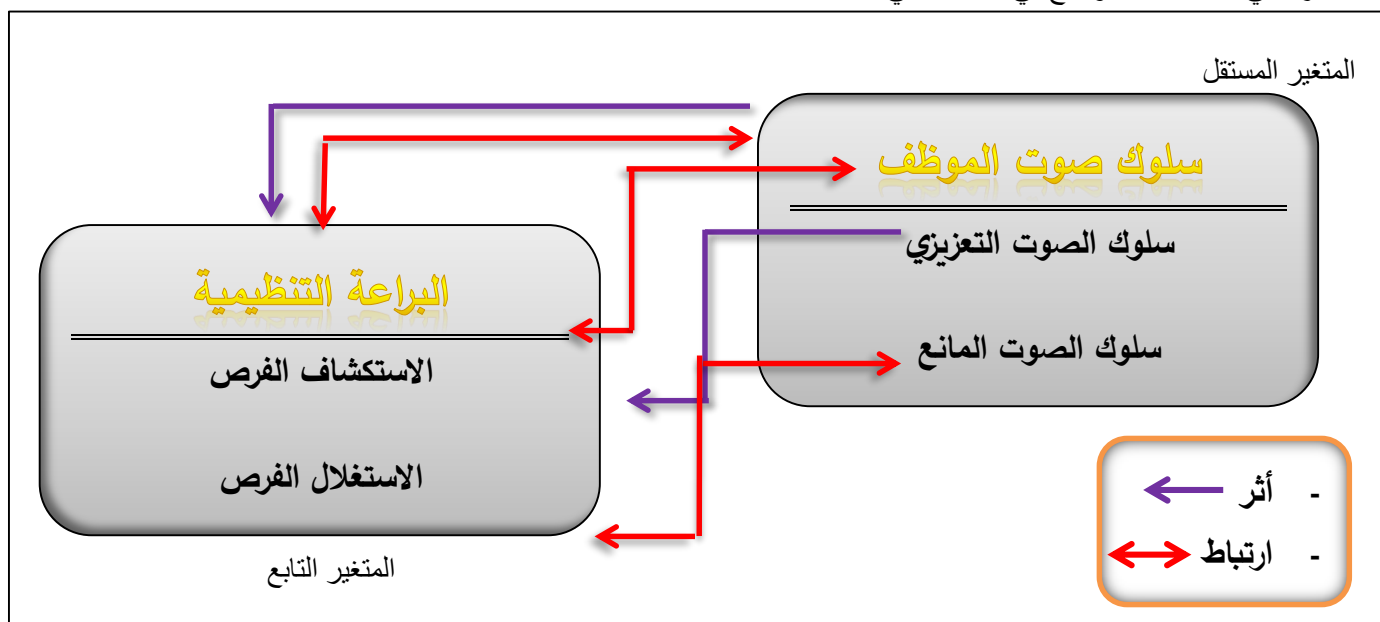 المتغير المستقل
سلوك صوت الموظف
سلوك الصوت التعزيزي
سلوك الصوت المانع
البراعة التنظيمية
الاستكشاف الفرص
الاستغلال الفرص
المتغير التابع
- أثر
- ارتباط